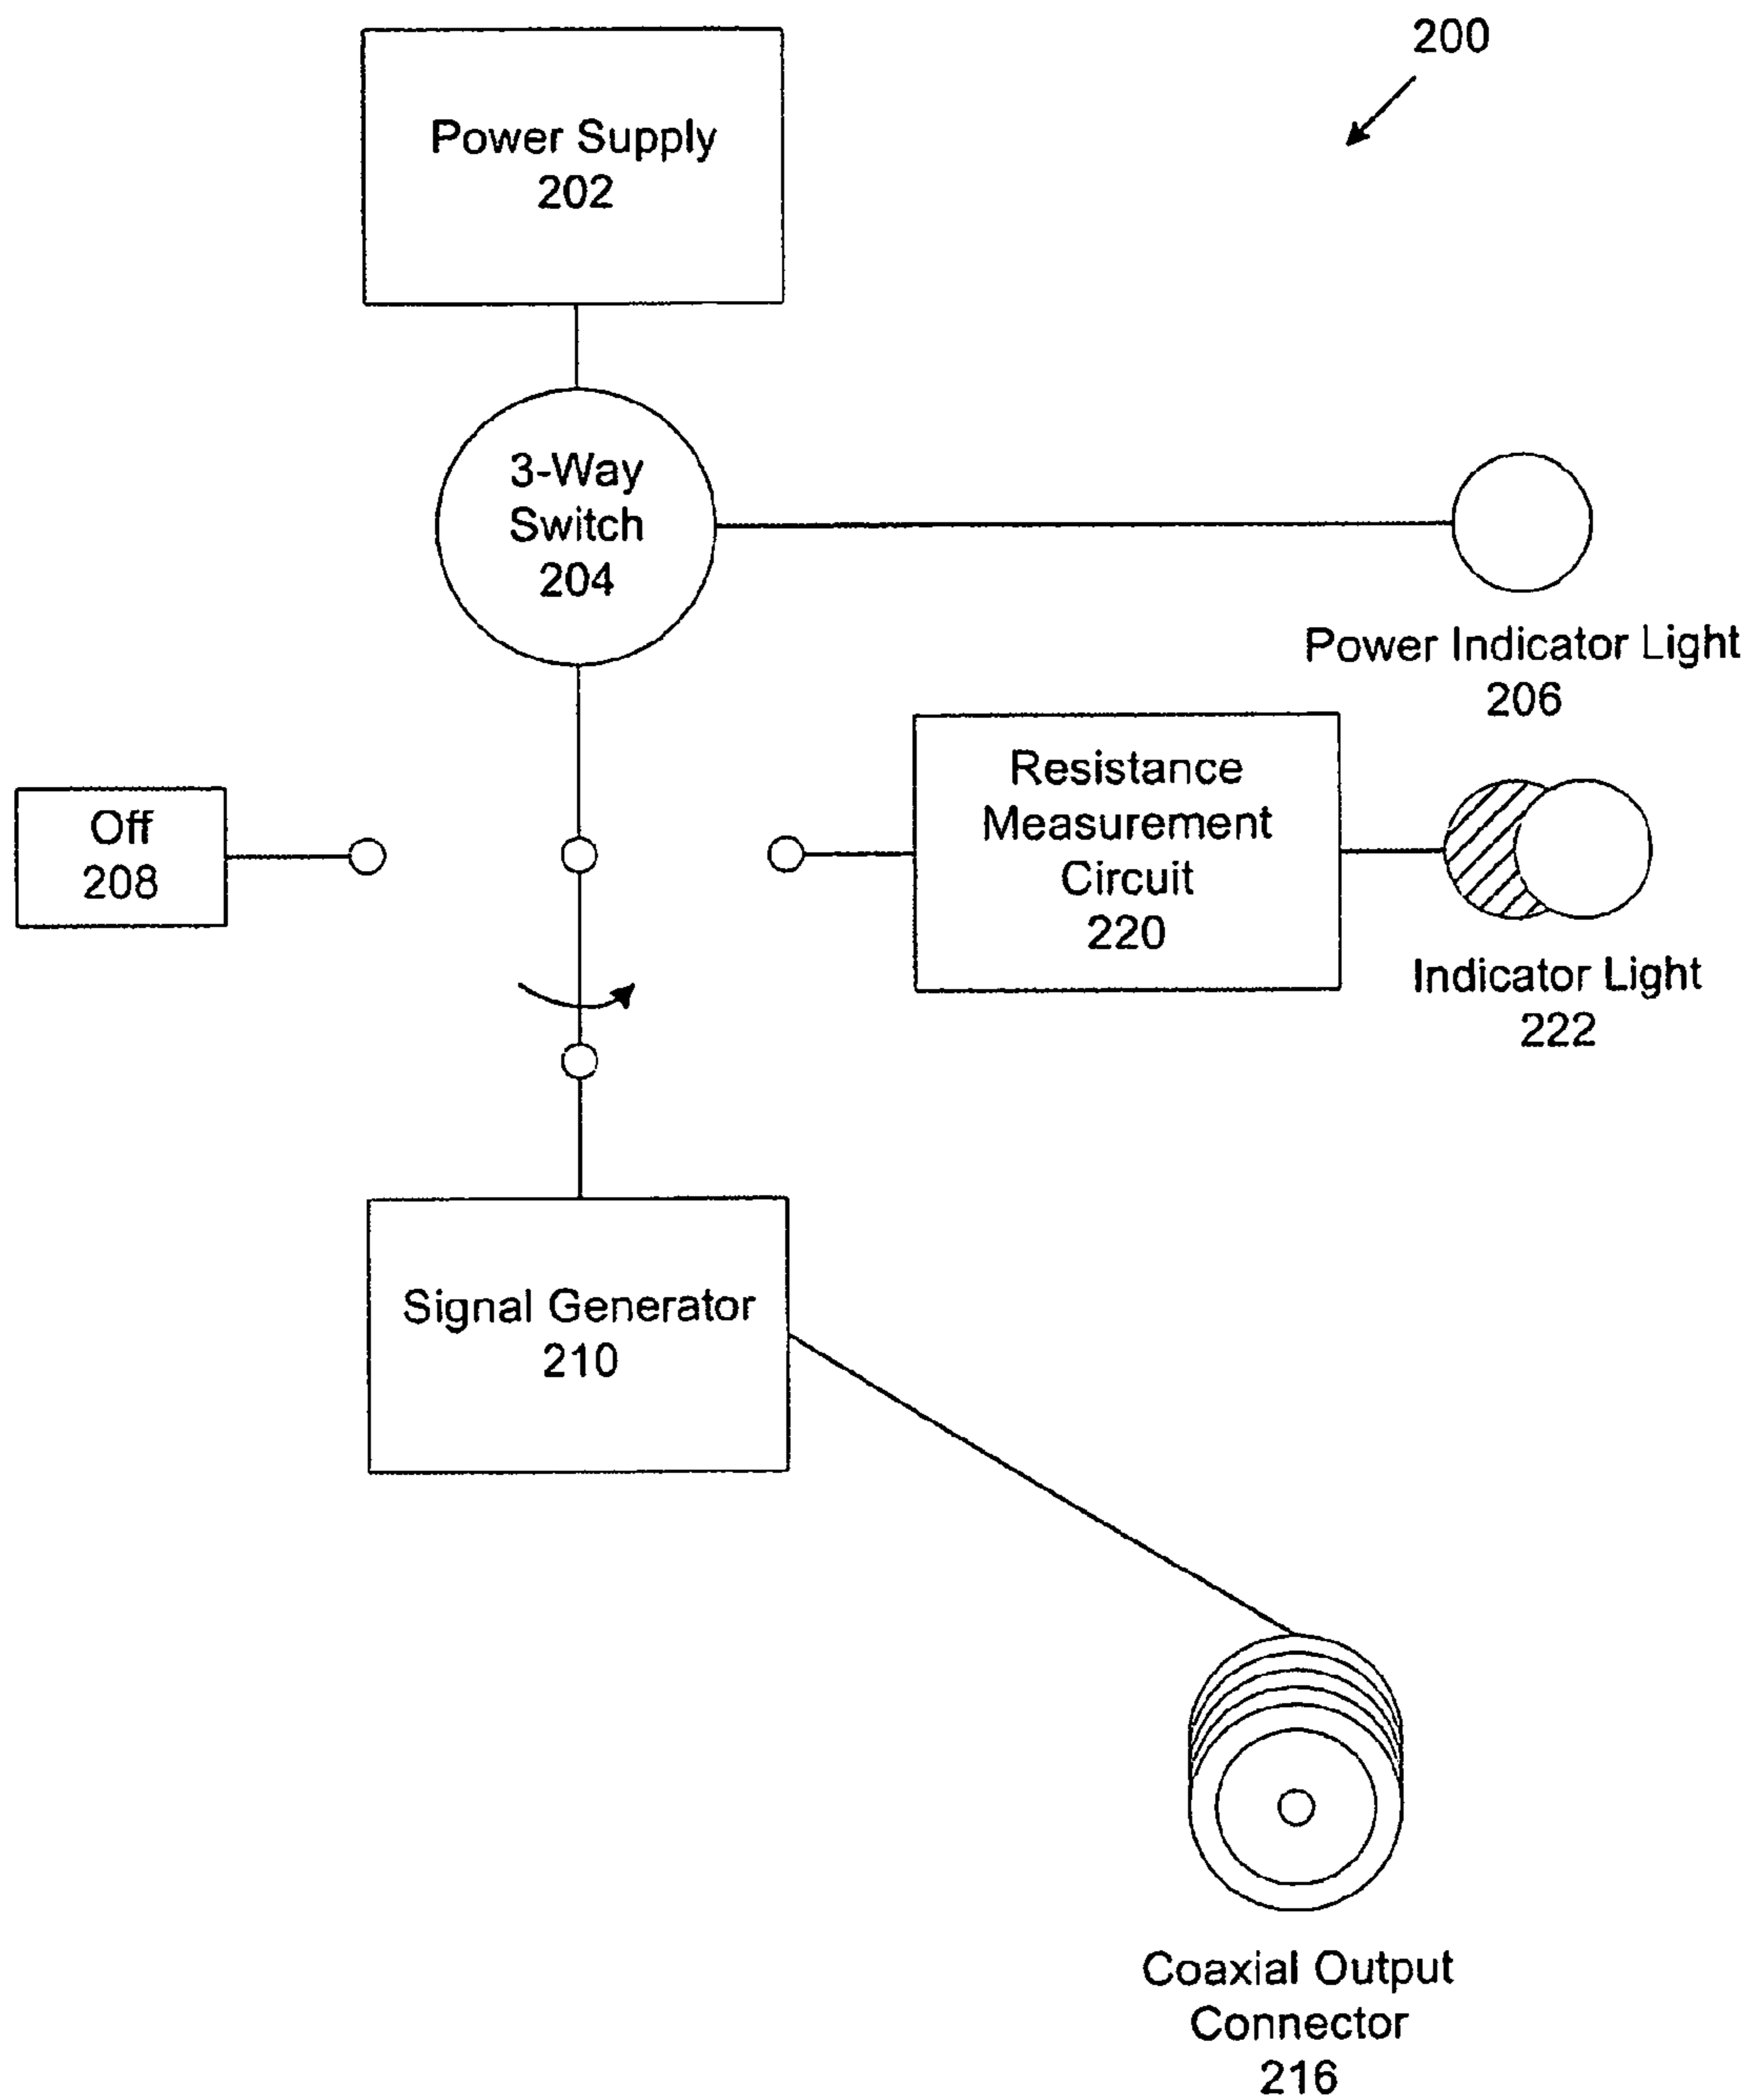 200
Power Supply
202
3-Way
Switch
204
Power Indicator Light
206
Off
208
Resistance
Measurement
Circuit
220
Indicator Light
222
Signal Generator
210
Coaxial Output
Connector
216